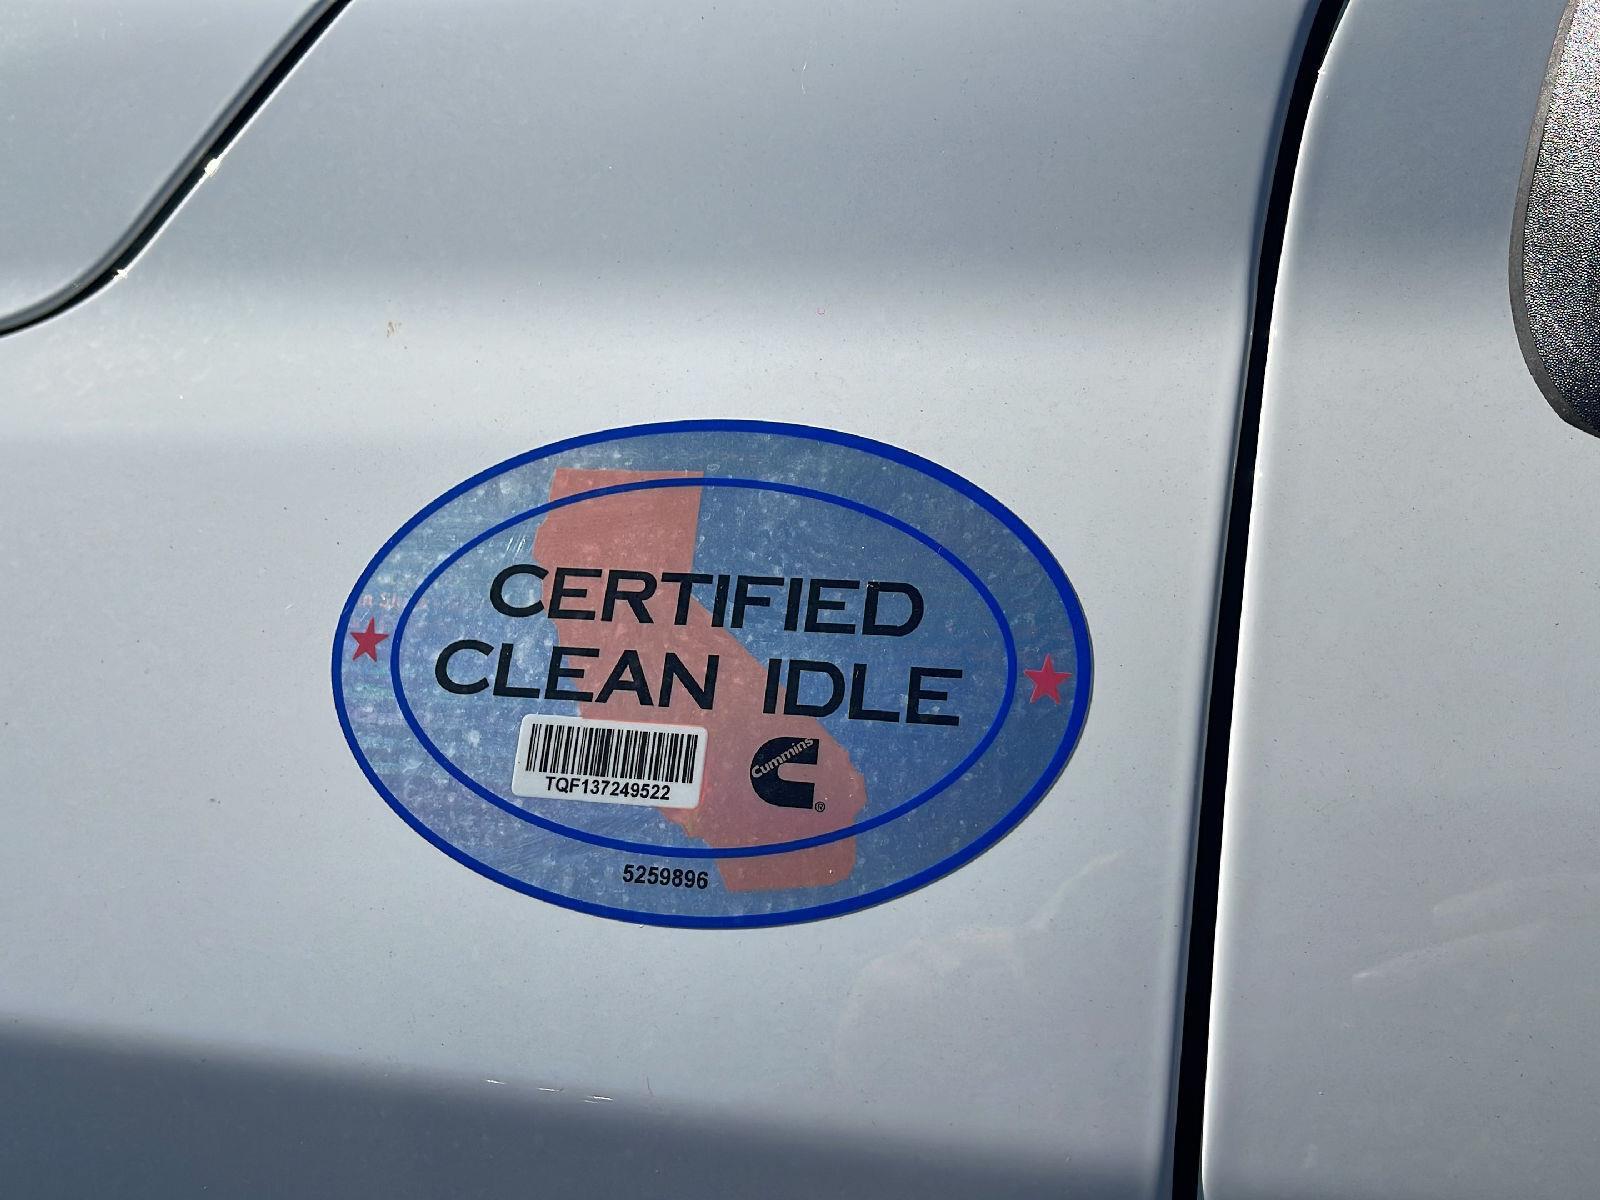 CERTIFIED
CLEAN IDLE
TQF137249522
Cummins
®
5259896